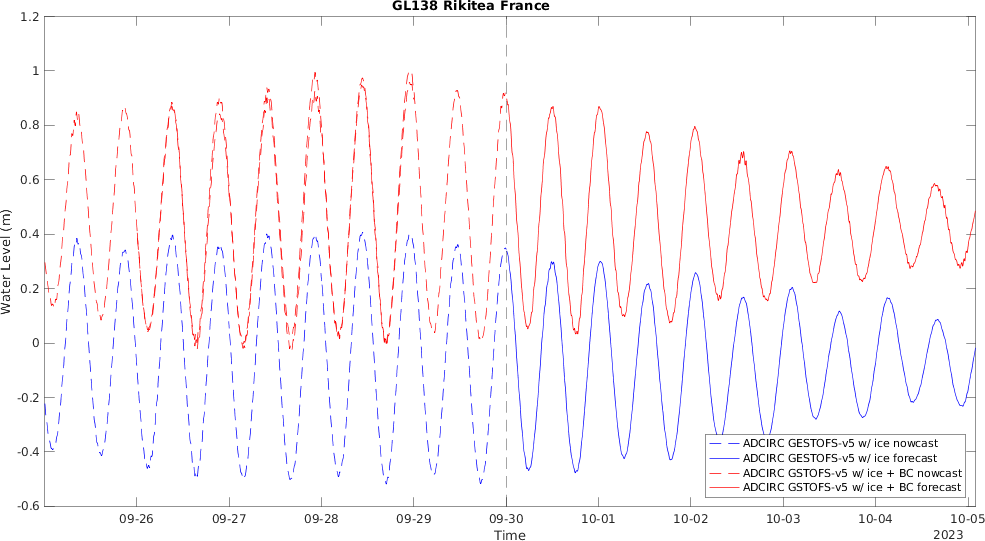 GL138 Rikitea France
1.2
1
0.8
0.6
0.4
0.2
0
-0.2
-0.4
-0.6
Water Level (m)
ADCIRC GESTOFS-v5 w/ ice nowcast
ADCIRC GESTOFS-v5 w/ ice forecast
ADCIRC GSTOFS-v5 w/ ice + BC nowcast
ADCIRC GESTOFS-v5 w/ ice + BC forecast
09-26 09-27 09-28 09-29 09-30 10-01 10-02 10-03 10-04 10-05
Time 2023